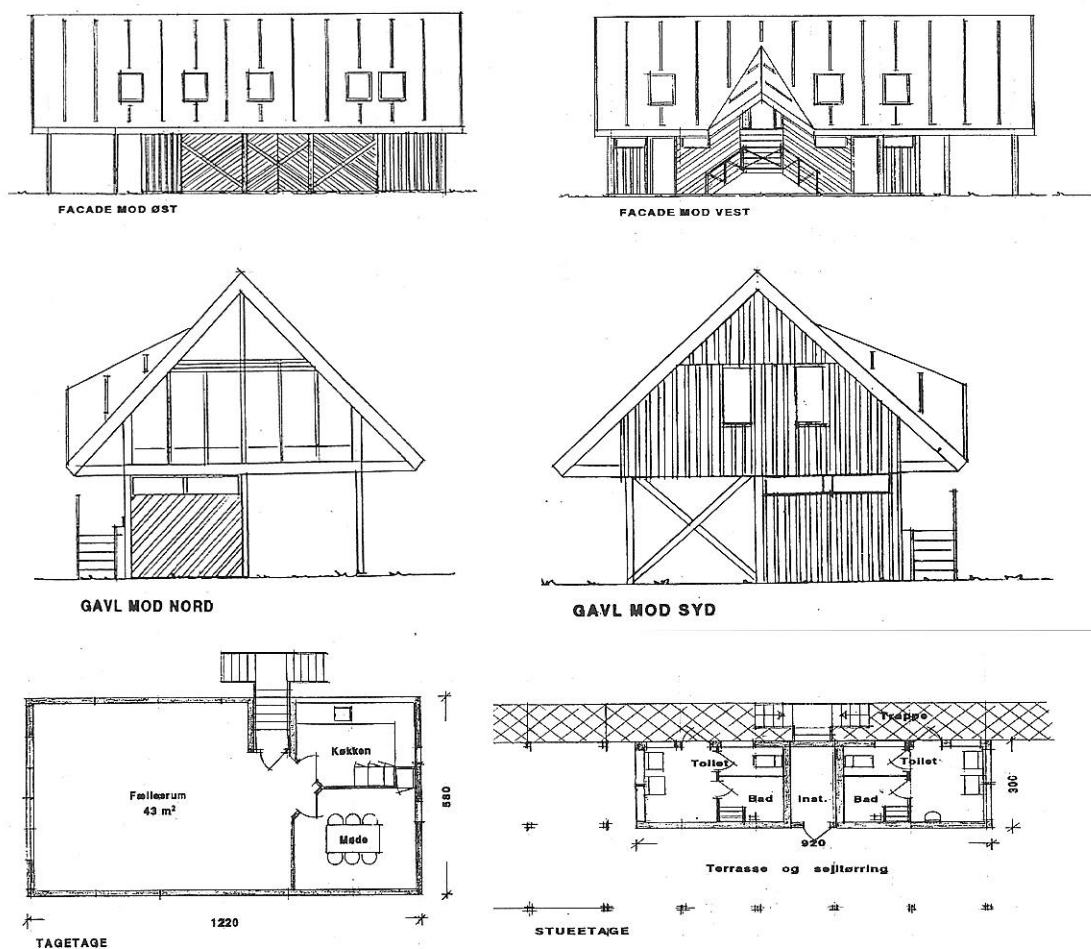 FACADE MOD ØST
FACADE MOD VEST
GAVL MOD NORD
GAVL MOD SYD
Køkken
Fællesrum
43 m²
Møde
1220
580
TAGETAGE
Trappe
Toilet
Toilet
Bad
Inst.
Bad
300
920
Terrasse og sejltørring
STUEETAGE